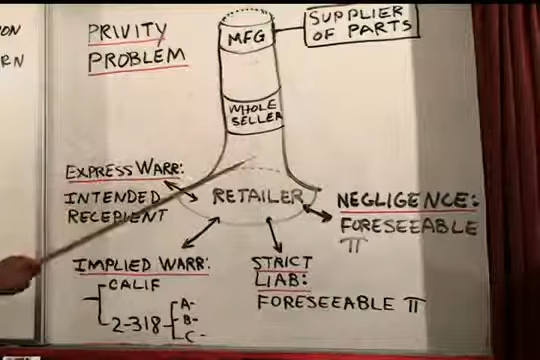 PRIVITY
PROBLEM
MFG
SUPPLIER
OF PARTS
WHOLE
SELLER
RETAILER
EXPRESS WARR:
INTENDED
RECEPIENT
NEGLIGENCE:
FORESEEABLE
π
IMPLIED WARR:
CALIF
2-318
A-
B-
C-
STRICT
LIAB:
FORESEEABLE π
RN